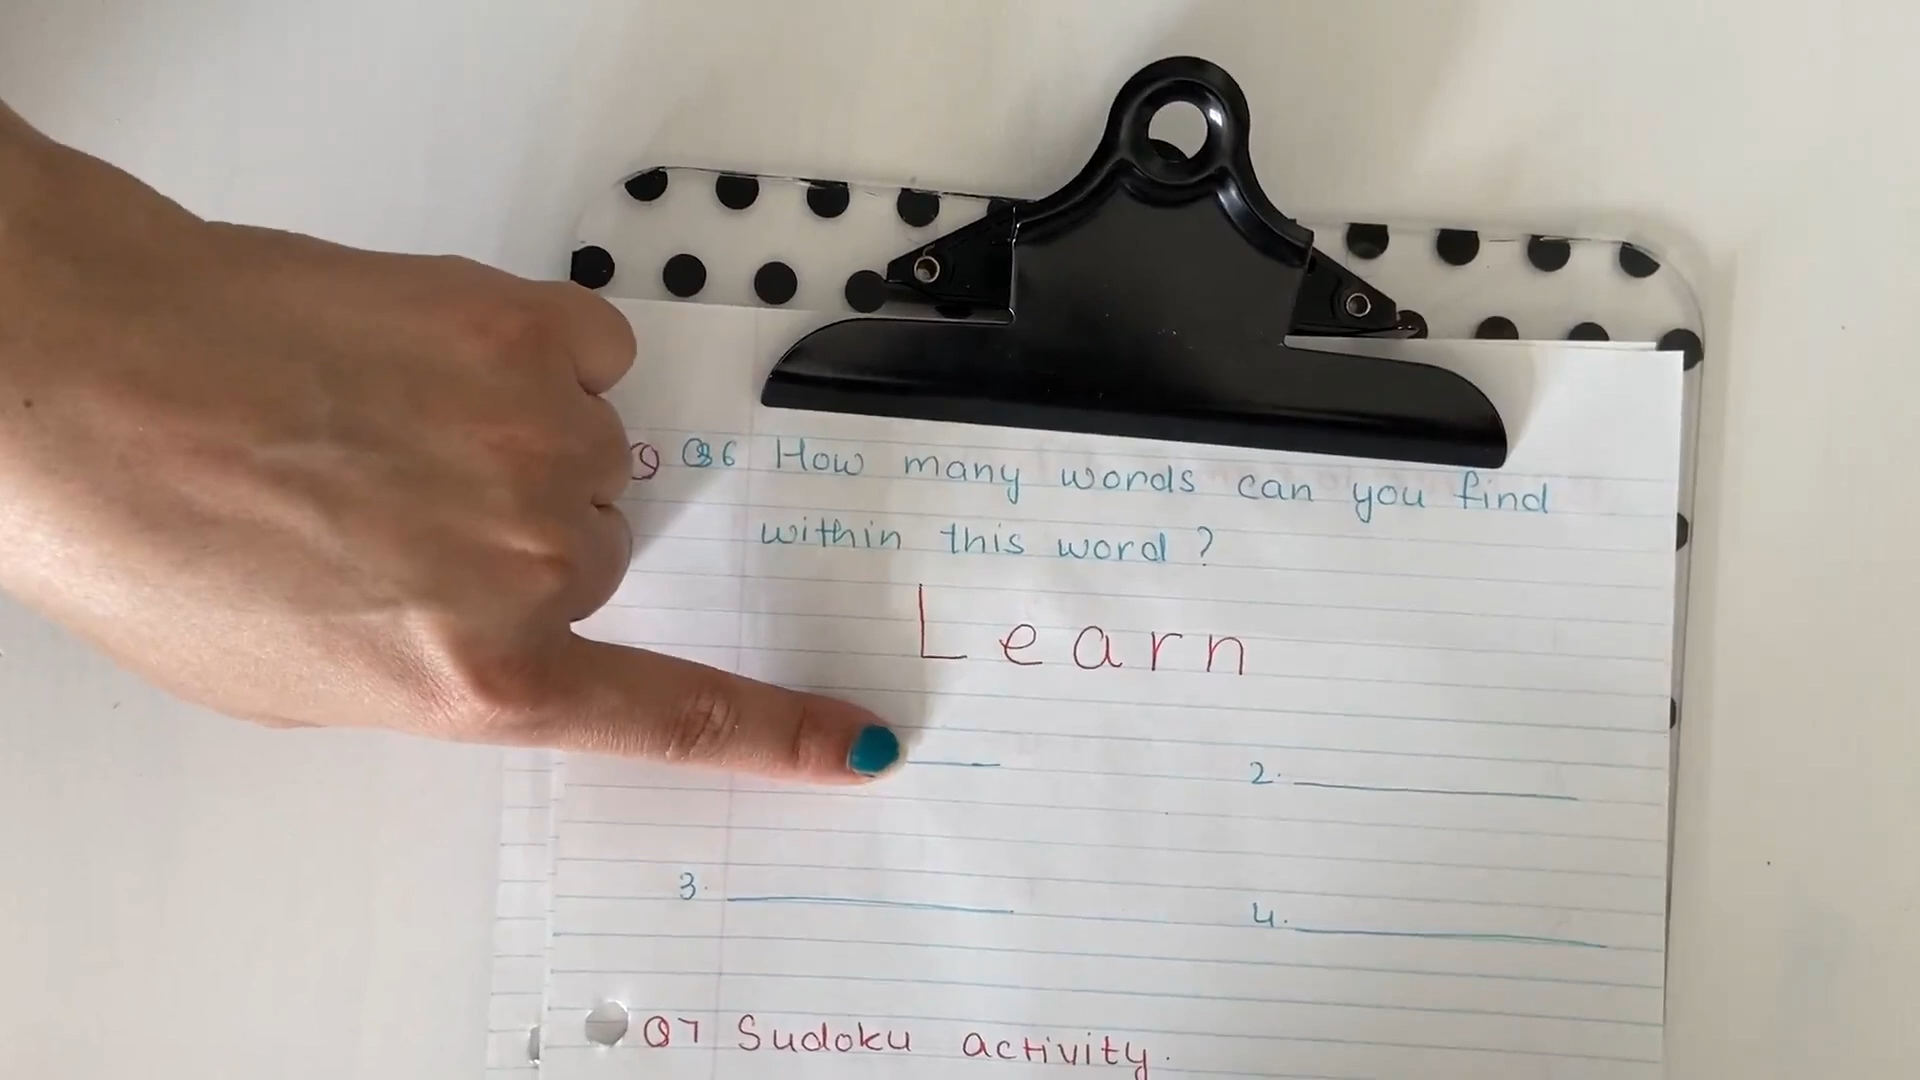 Q Q6 How many words can you find
within this word ?
Learn
2.
3.
4.
Q7 Sudoku activity.